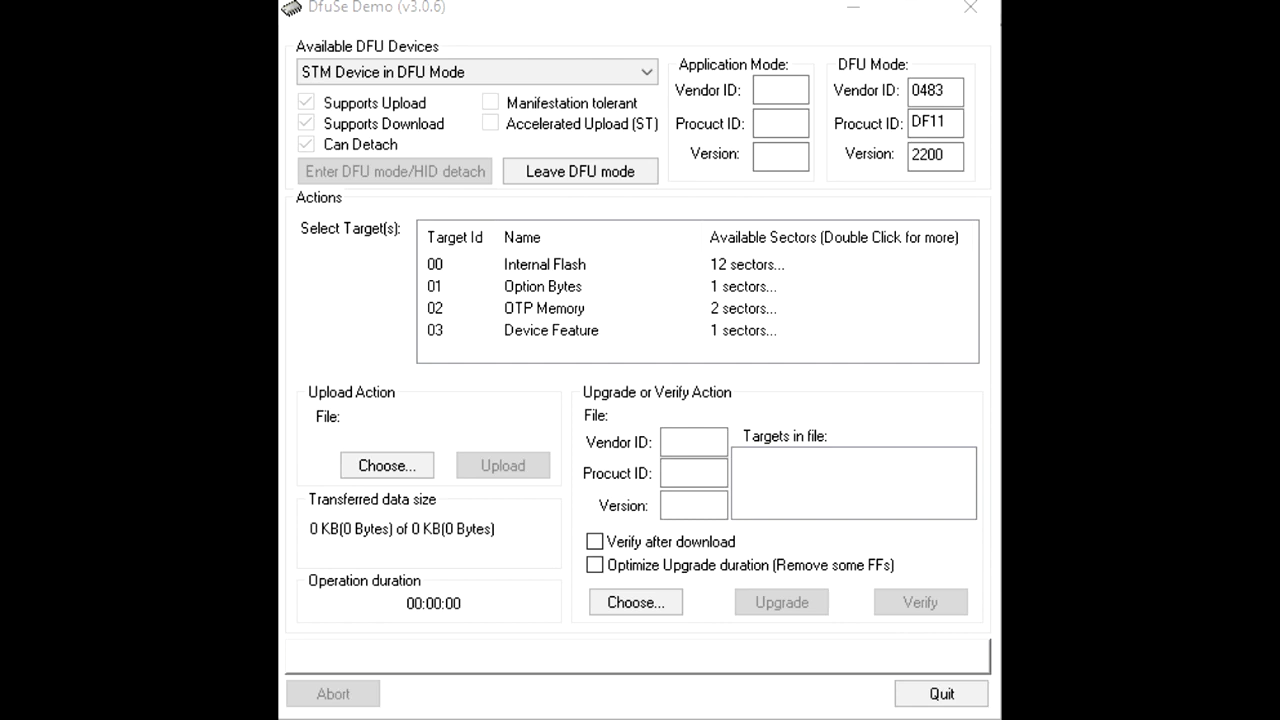 DfuSe Demo (v3.0.6)
Available DFU Devices
STM Device in DFU Mode
Supports Upload
Manifestation tolerant
Supports Download
Accelerated Upload (ST)
Can Detach
Enter DFU mode/HID detach
Leave DFU mode
Application Mode:
Vendor ID:
Procuct ID:
Version:
DFU Mode:
Vendor ID: 0483
Procuct ID: DF11
Version: 2200
Actions
Select Target(s):
Target Id Name Available Sectors (Double Click for more)
00 Internal Flash 12 sectors...
01 Option Bytes 1 sectors...
02 OTP Memory 2 sectors...
03 Device Feature 1 sectors...
Upload Action
File:
Choose... Upload
Transferred data size
0 KB(0 Bytes) of 0 KB(0 Bytes)
Operation duration
00:00:00
Upgrade or Verify Action
File:
Vendor ID:
Procuct ID:
Version:
Targets in file:
Verify after download
Optimize Upgrade duration (Remove some FFs)
Choose... Upgrade Verify
Abort Quit